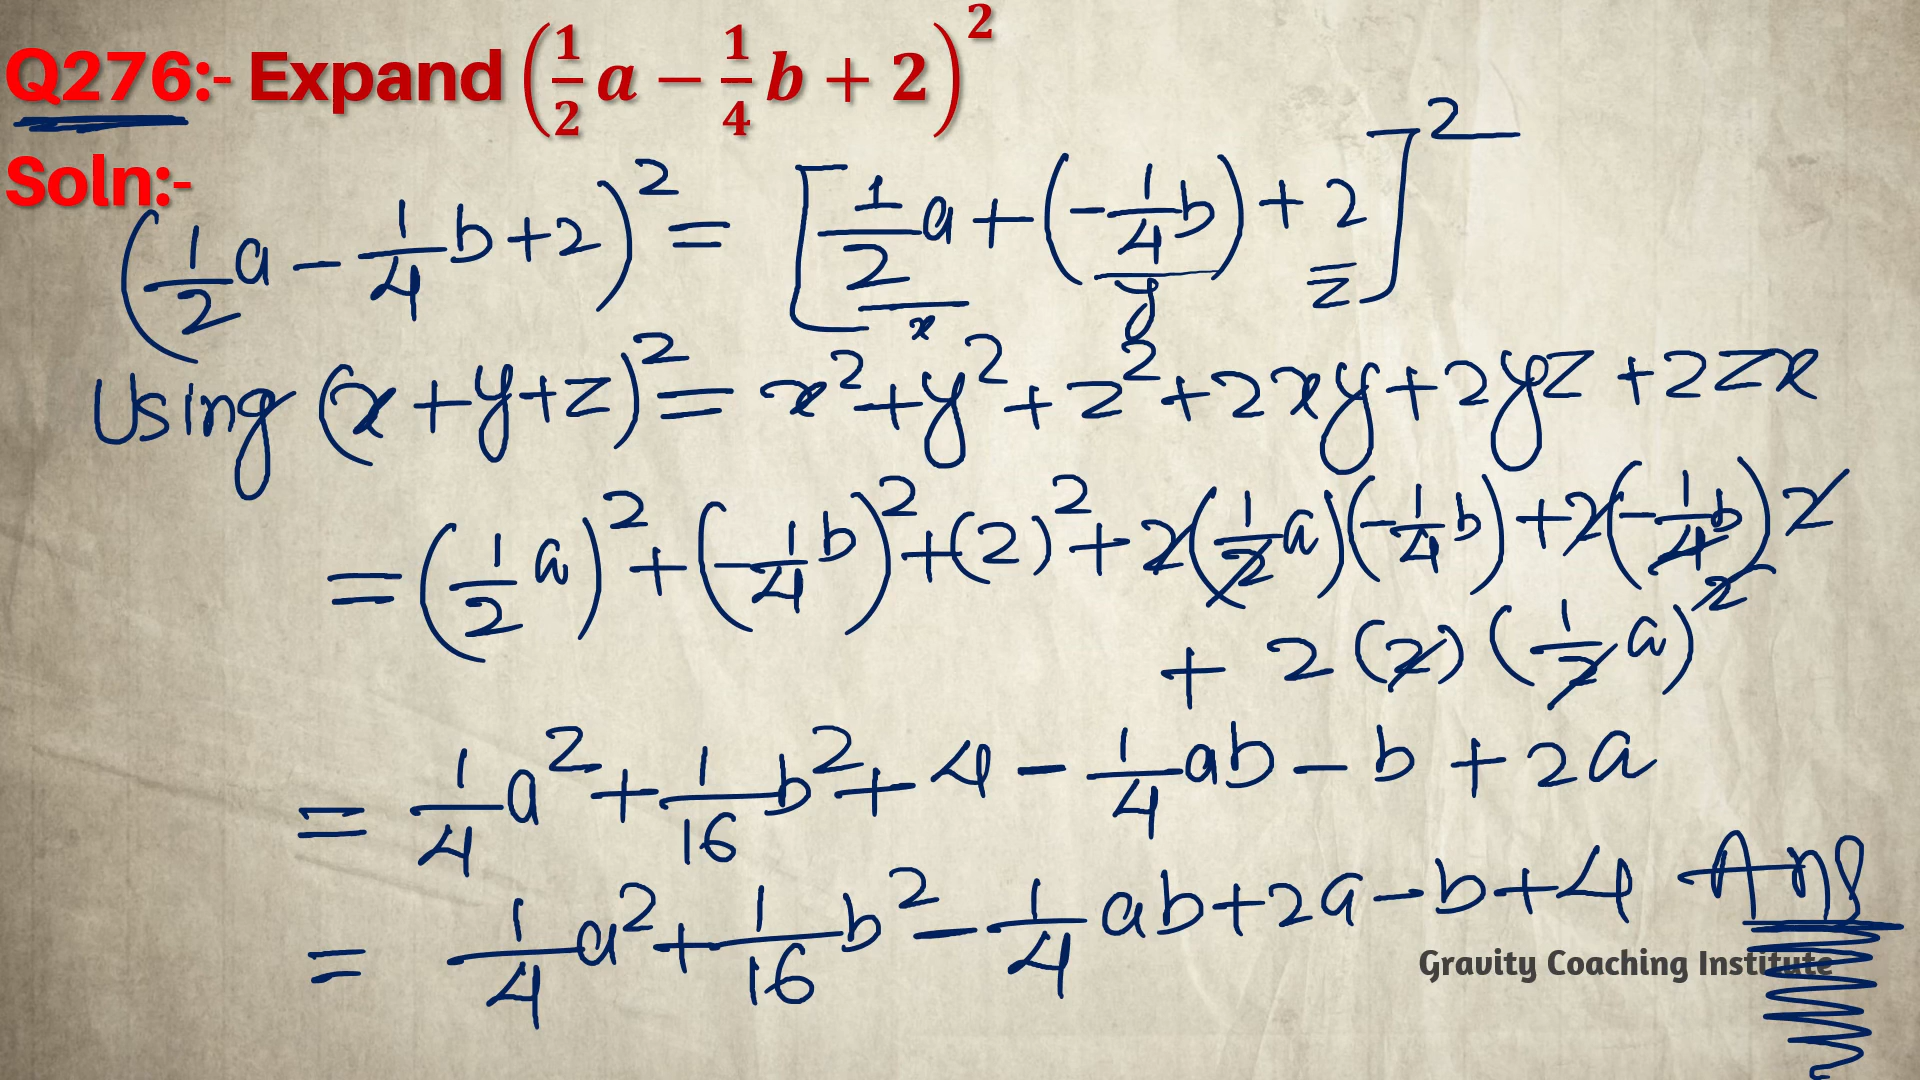 Q276:- Expand (1/2 a − 1/4 b + 2)²
Soln:-
(1/2 a − 1/4 b + 2)² = [1/2 a + (−1/4 b) + 2]²
x y z
Using (x + y + z)² = x² + y² + z² + 2xy + 2yz + 2zx
= (1/2 a)² + (−1/4 b)² + (2)² + 2(1/2 a)(−1/4 b) + 2(−1/4 b)2
2
+ 2(2)(1/2 a)
= 1/4 a² + 1/16 b² + 4 − 1/4 ab − b + 2a
= 1/4 a² + 1/16 b² − 1/4 ab + 2a − b + 4 Ans
Gravity Coaching Institute